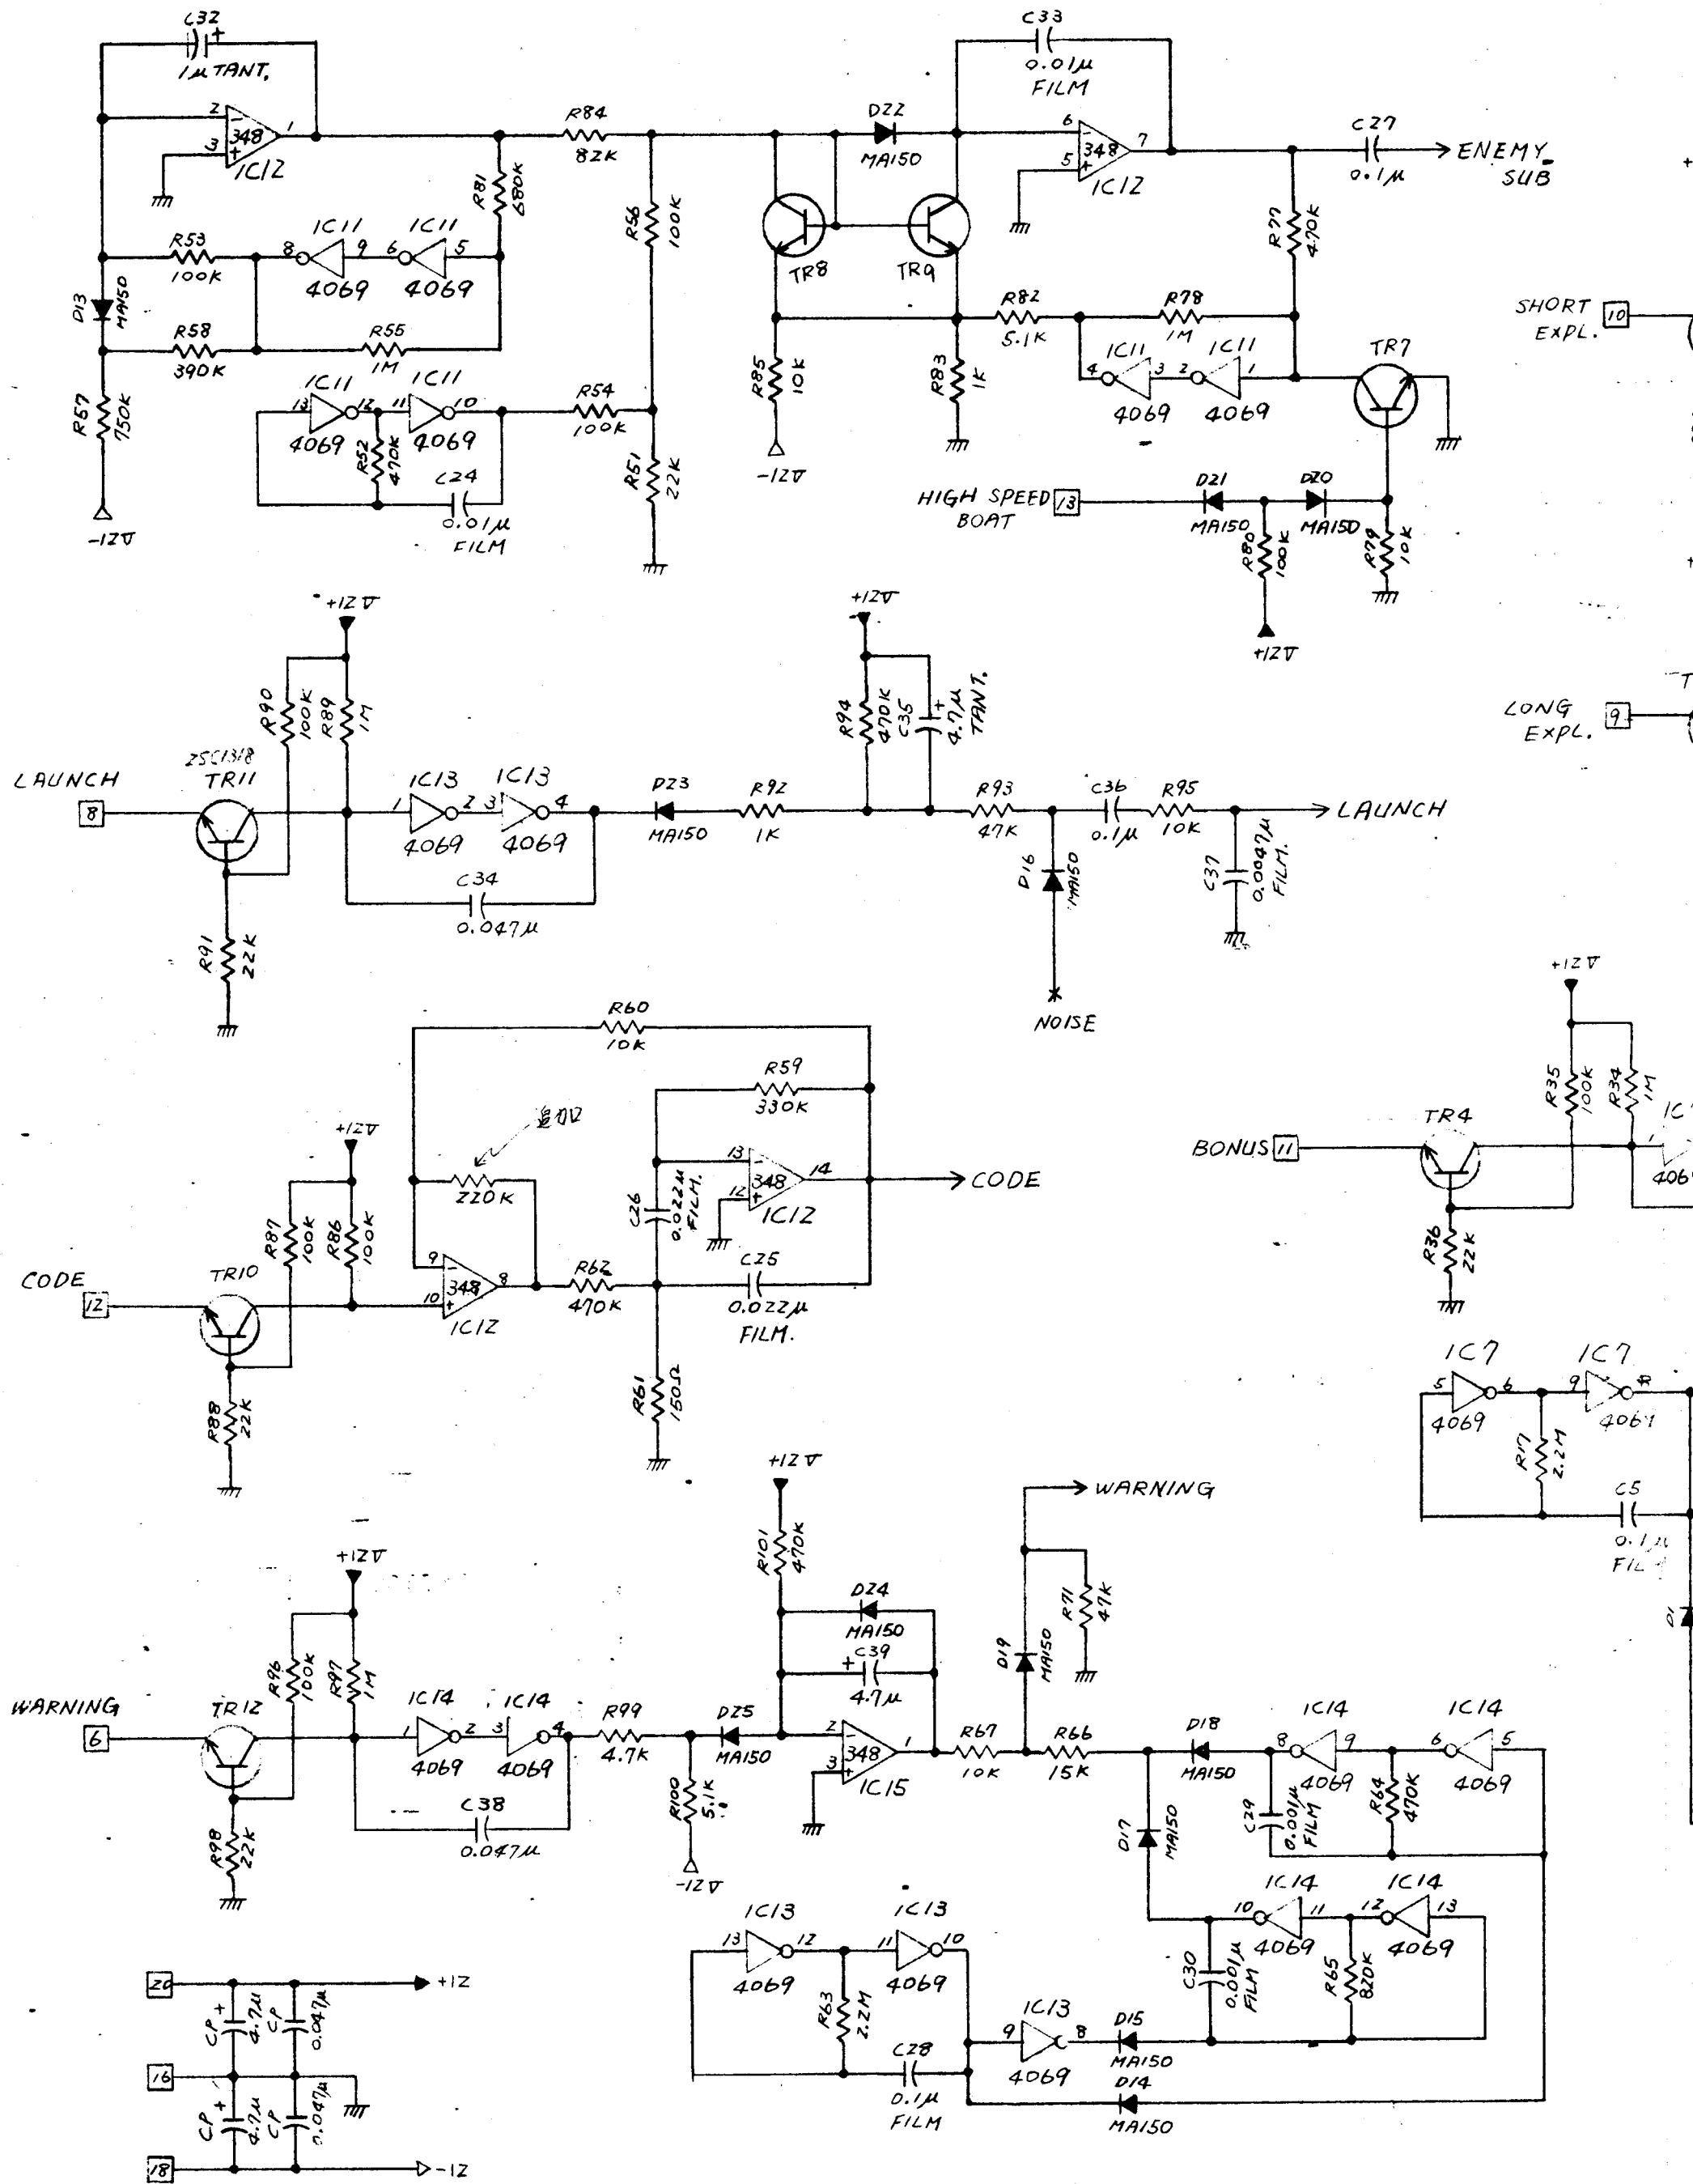 C32
+
1μ TANT.
2
3
-
+
348
1
IC12
R84
82K
R81
680K
R56
100K
D22
MA150
C33
0.01μ
FILM
6
5
-
+
348
7
IC12
C27
0.1μ
ENEMY
SUB
R77
470K
R53
100K
IC11
IC11
8
9
6
5
4069
4069
D13
MA150
R58
390K
R55
1M
R57
750K
-12V
IC11
IC11
13
12
11
10
4069
4069
R52
470K
C24
0.01μ
FILM
R54
100K
R51
22K
TR8
TR9
R82
5.1K
R78
1M
IC11
IC11
4
3
2
1
4069
4069
TR7
R85
10K
-12V
R83
1K
HIGH SPEED
BOAT
13
D21
MA150
D20
MA150
R80
100K
+12V
R79
10K
SHORT
EXPL.
10
LONG
EXPL.
9
+12V
R90
100K
R89
1M
2SC1318
TR11
LAUNCH
8
R91
22K
IC13
IC13
1
2
3
4
4069
4069
C34
0.047μ
D23
MA150
R92
1K
+12V
R94
470K
C35
+
4.7μ
TANT.
R93
47K
C36
0.1μ
R95
10K
LAUNCH
D16
MA150
NOISE
C37
0.0047μ
FILM.
R60
10K
R59
330K
追加
220K
+12V
R87
100K
R86
100K
CODE
12
TR10
R88
22K
9
10
-
+
348
8
IC12
R62
470K
C26
0.022μ
FILM.
13
12
-
+
348
14
IC12
CODE
C25
0.022μ
FILM.
R61
150Ω
+12V
R35
100K
R34
1M
TR4
BONUS
11
1
R36
22K
IC7
IC7
5
6
9
4069
R17
2.2M
C5
0.1μ
+12V
R96
100K
R97
1M
WARNING
6
TR12
R98
22K
IC14
IC14
1
2
3
4
4069
4069
C38
0.047μ
R99
4.7K
R100
5.1K
-12V
D25
MA150
+12V
R101
470K
D24
MA150
+
C39
4.7μ
2
3
-
+
348
1
IC15
R67
10K
WARNING
D19
MA150
R71
47K
R66
15K
D18
MA150
IC14
IC14
8
9
6
5
4069
4069
C29
0.001μ
FILM
R64
470K
D17
MA150
IC14
IC14
10
11
12
13
4069
4069
C30
0.001μ
FILM
R65
820K
IC13
IC13
13
12
11
10
4069
4069
R63
2.2M
C28
0.1μ
FILM
IC13
9
8
4069
D15
MA150
D14
MA150
20
+12
CP
+
4.7μ
CP
0.047μ
16
CP
+
4.7μ
CP
0.047μ
18
-12